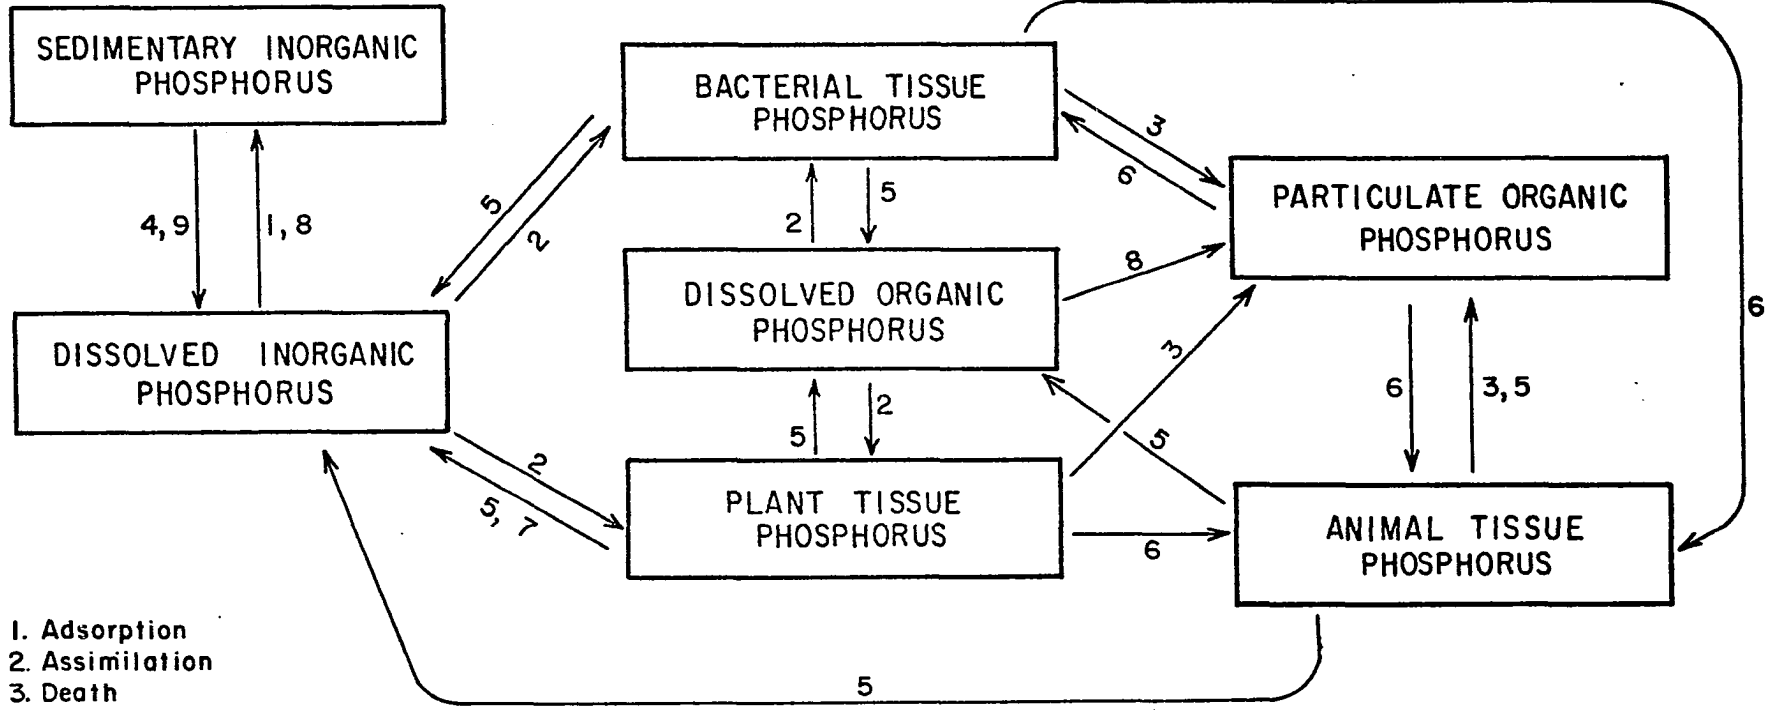 SEDIMENTARY INORGANIC
PHOSPHORUS
BACTERIAL TISSUE
PHOSPHORUS
3
6
PARTICULATE ORGANIC
PHOSPHORUS
4,9
1,8
5
2
2
5
DISSOLVED ORGANIC
PHOSPHORUS
8
6
DISSOLVED INORGANIC
PHOSPHORUS
3
6
3,5
5
2
5
2
5,7
PLANT TISSUE
PHOSPHORUS
6
ANIMAL TISSUE
PHOSPHORUS
5
1. Adsorption
2. Assimilation
3. Death